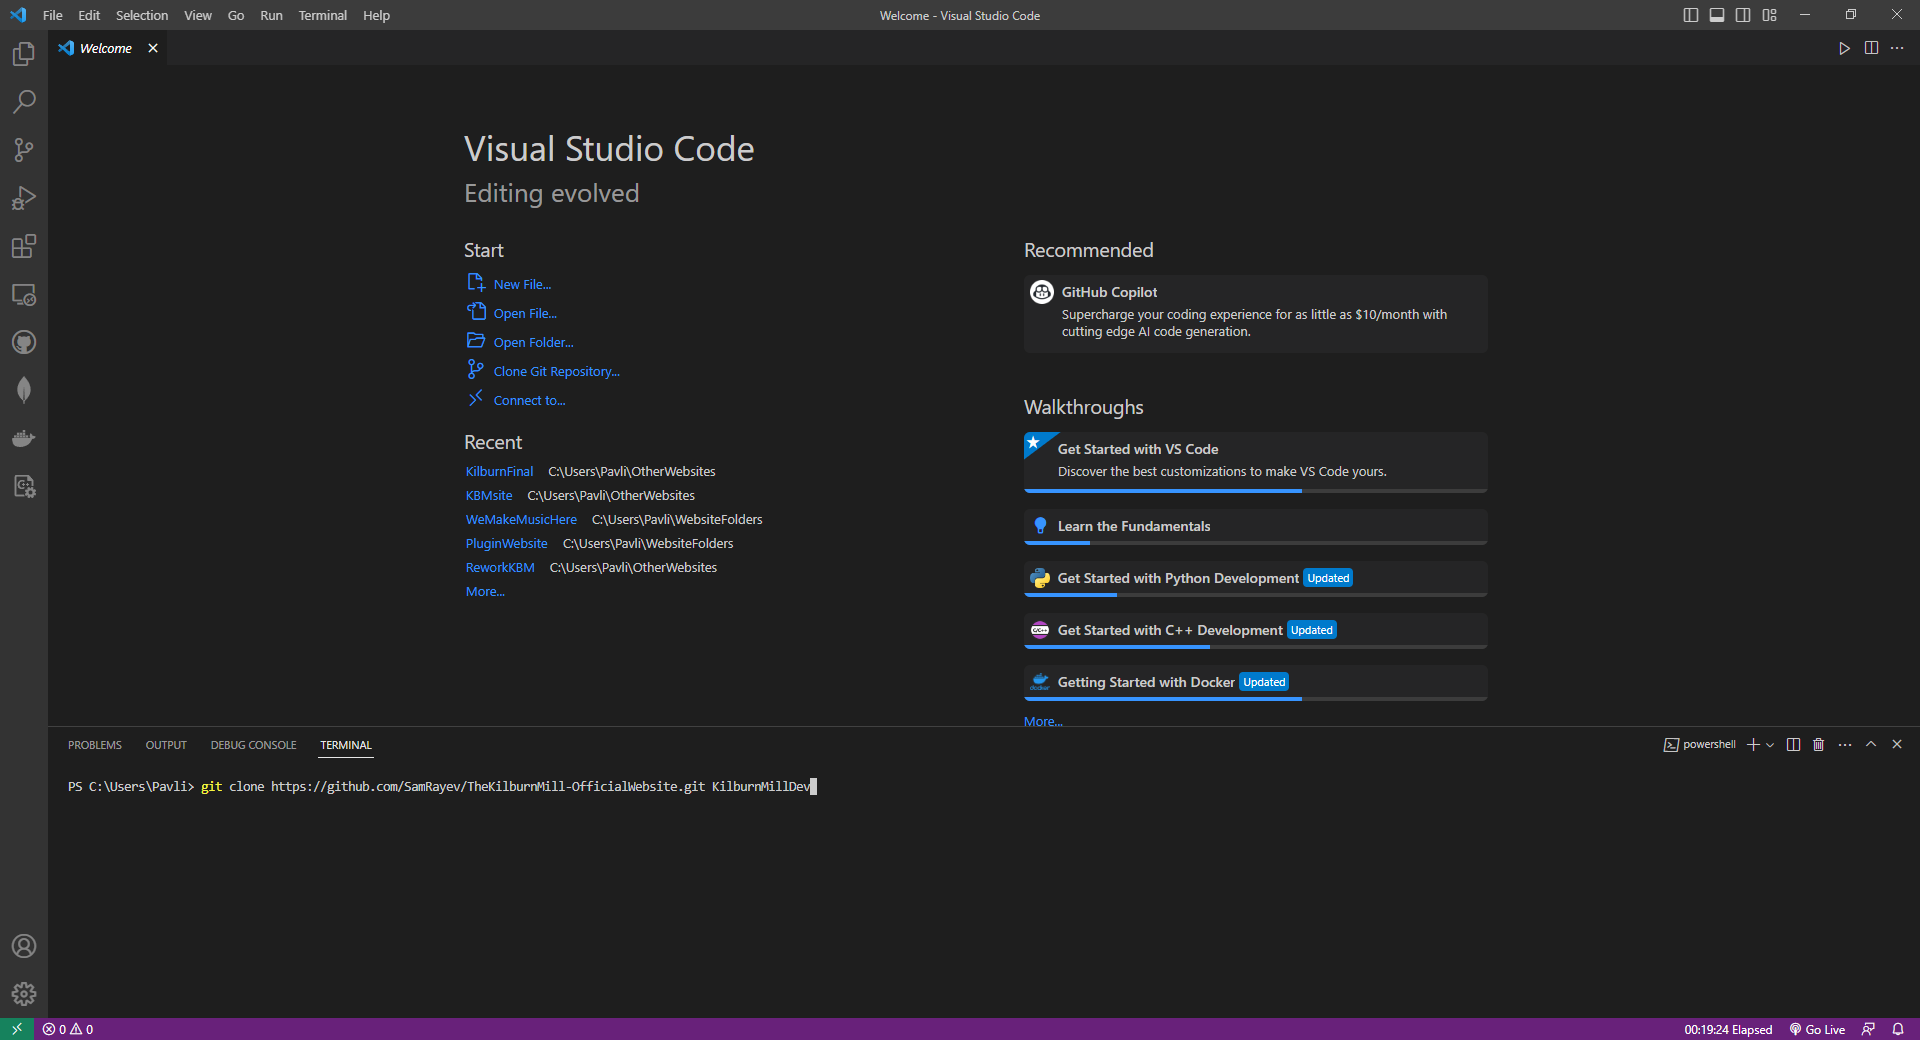 File Edit Selection View Go Run Terminal Help
Welcome - Visual Studio Code
Welcome
Visual Studio Code
Editing evolved
Start
New File...
Open File...
Open Folder...
Clone Git Repository...
Connect to...
Recent
KilburnFinal C:\Users\Pavli\OtherWebsites
KBMsite C:\Users\Pavli\OtherWebsites
WeMakeMusicHere C:\Users\Pavli\WebsiteFolders
PluginWebsite C:\Users\Pavli\WebsiteFolders
ReworkKBM C:\Users\Pavli\OtherWebsites
More...
Recommended
GitHub Copilot
Supercharge your coding experience for as little as $10/month with
cutting edge AI code generation.
Walkthroughs
Get Started with VS Code
Discover the best customizations to make VS Code yours.
Learn the Fundamentals
Get Started with Python Development Updated
Get Started with C++ Development Updated
Getting Started with Docker Updated
More...
PROBLEMS OUTPUT DEBUG CONSOLE TERMINAL
powershell
PS C:\Users\Pavli> git clone https://github.com/SamRayev/TheKilburnMill-OfficialWebsite.git KilburnMillDev
0 0
00:19:24 Elapsed Go Live